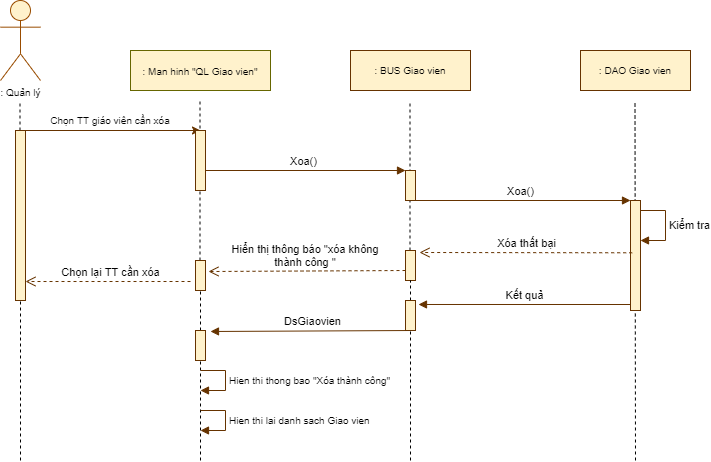 : Man hinh "QL Giao vien"
: BUS Giao vien
: DAO Giao vien
: Quản lý
Chọn TT giáo viên cần xóa
Xoa()
Xoa()
Kiểm tra
Xóa thất bại
Hiển thị thông báo "xóa không
thành công "
Chọn lại TT cần xóa
Kết quả
DsGiaovien
Hien thi thong bao "Xóa thành công"
Hien thi lai danh sach Giao vien